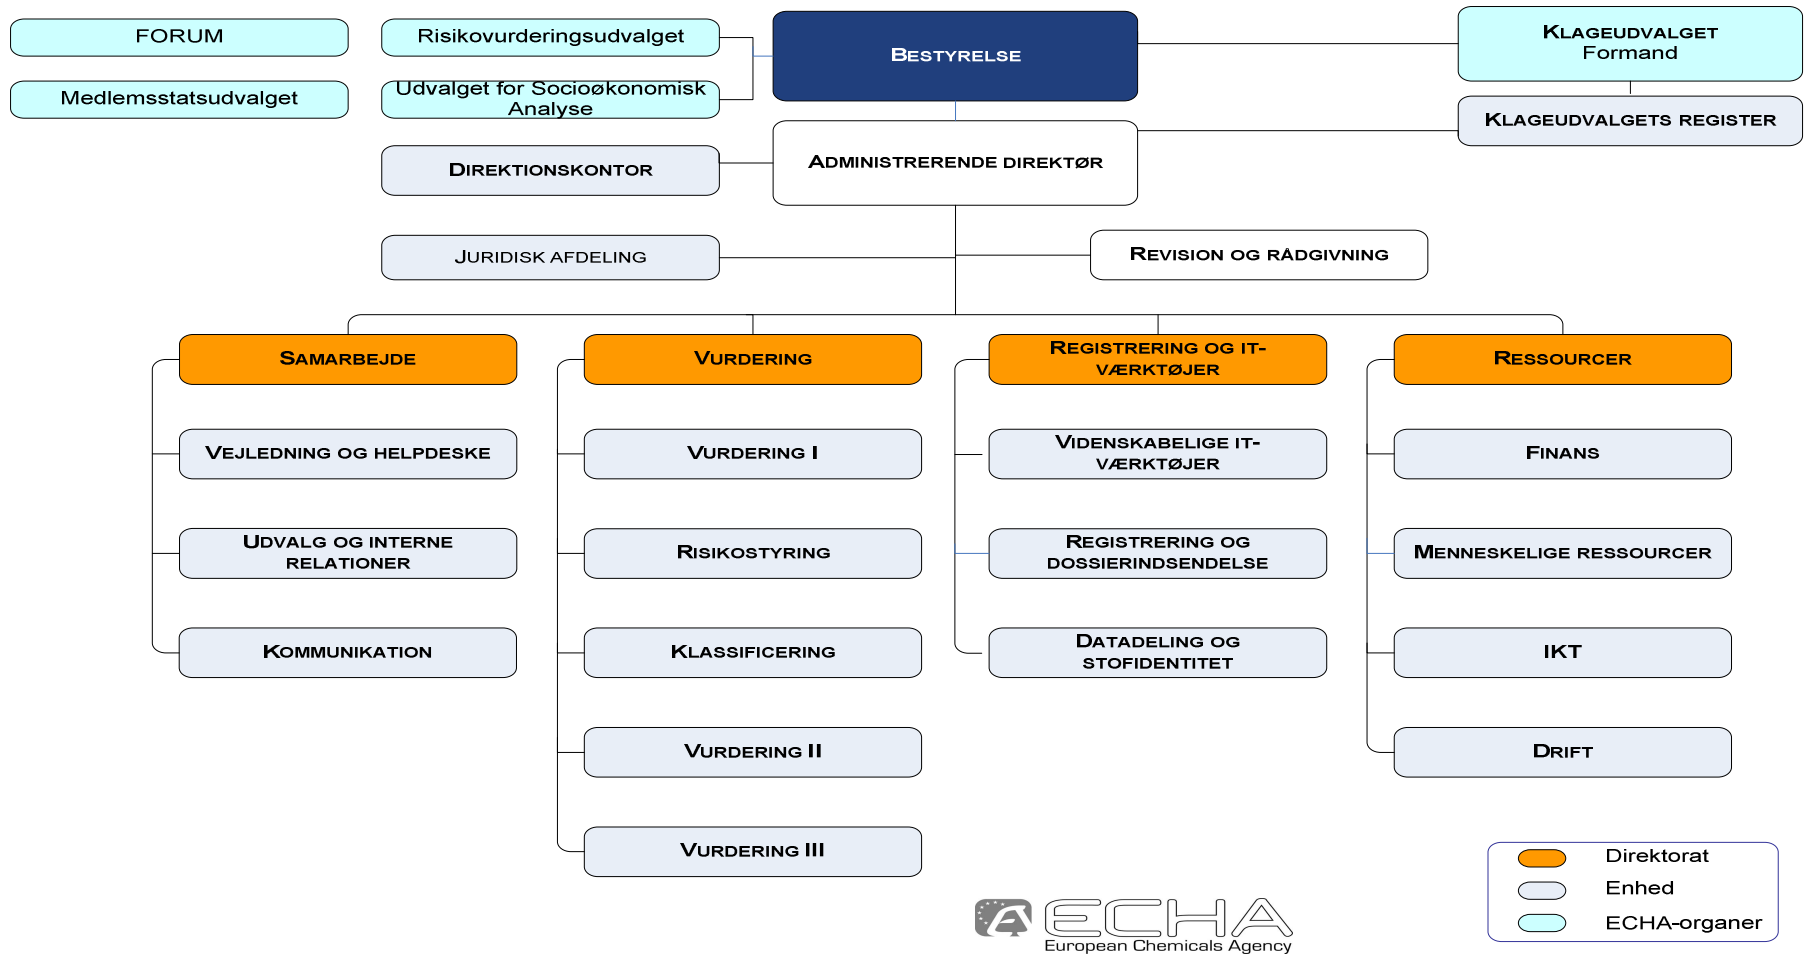 FORUM
Risikovurderingsudvalget
BESTYRELSE
KLAGEUDVALGET
Formand
Medlemsstatsudvalget
Udvalget for Socioøkonomisk
Analyse
KLAGEUDVALGETS REGISTER
DIREKTIONSKONTOR
ADMINISTRERENDE DIREKTØR
JURIDISK AFDELING
REVISION OG RÅDGIVNING
SAMARBEJDE
VURDERING
REGISTRERING OG IT-
VÆRKTØJER
RESSOURCER
VEJLEDNING OG HELPDESKE
VURDERING I
VIDENSKABELIGE IT-
VÆRKTØJER
FINANS
UDVALG OG INTERNE
RELATIONER
RISIKOSTYRING
REGISTRERING OG
DOSSIERINDSENDELSE
MENNESKELIGE RESSOURCER
KOMMUNIKATION
KLASSIFICERING
DATADELING OG
STOFIDENTITET
IKT
VURDERING II
DRIFT
VURDERING III
Direktorat
Enhed
ECHA-organer
ECHA
European Chemicals Agency